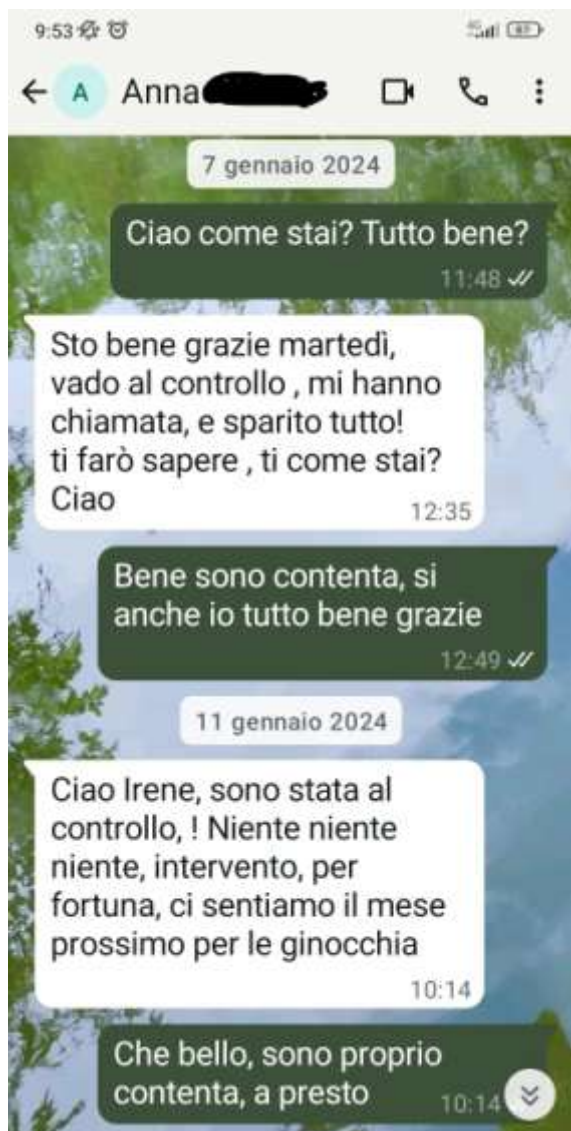 9:53
4G 87
A Anna
7 gennaio 2024
Ciao come stai? Tutto bene?
11:48
Sto bene grazie martedì,
vado al controllo , mi hanno
chiamata, e sparito tutto!
ti farò sapere , ti come stai?
Ciao
12:35
Bene sono contenta, si
anche io tutto bene grazie
12:49
11 gennaio 2024
Ciao Irene, sono stata al
controllo, ! Niente niente
niente, intervento, per
fortuna, ci sentiamo il mese
prossimo per le ginocchia
10:14
Che bello, sono proprio
contenta, a presto
10:14